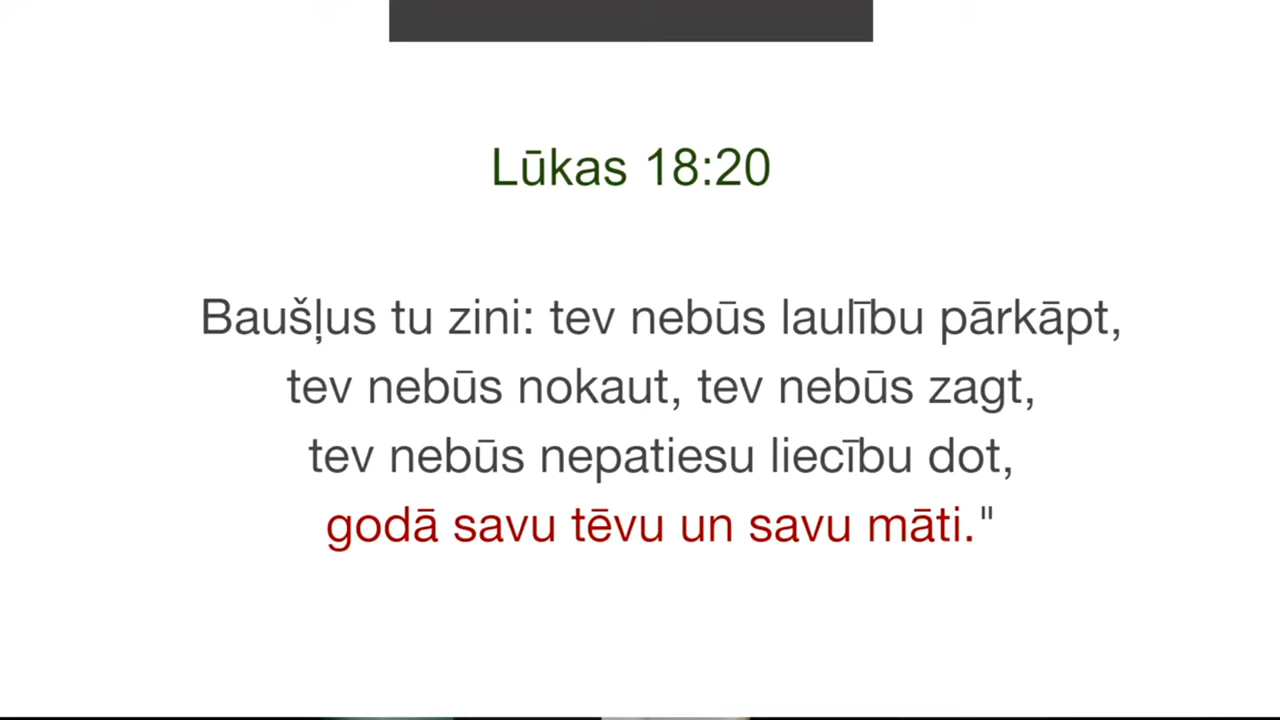 Lūkas 18:20
Baušļus tu zini: tev nebūs laulību pārkāpt,
tev nebūs nokaut, tev nebūs zagt,
tev nebūs nepatiesu liecību dot,
godā savu tēvu un savu māti."